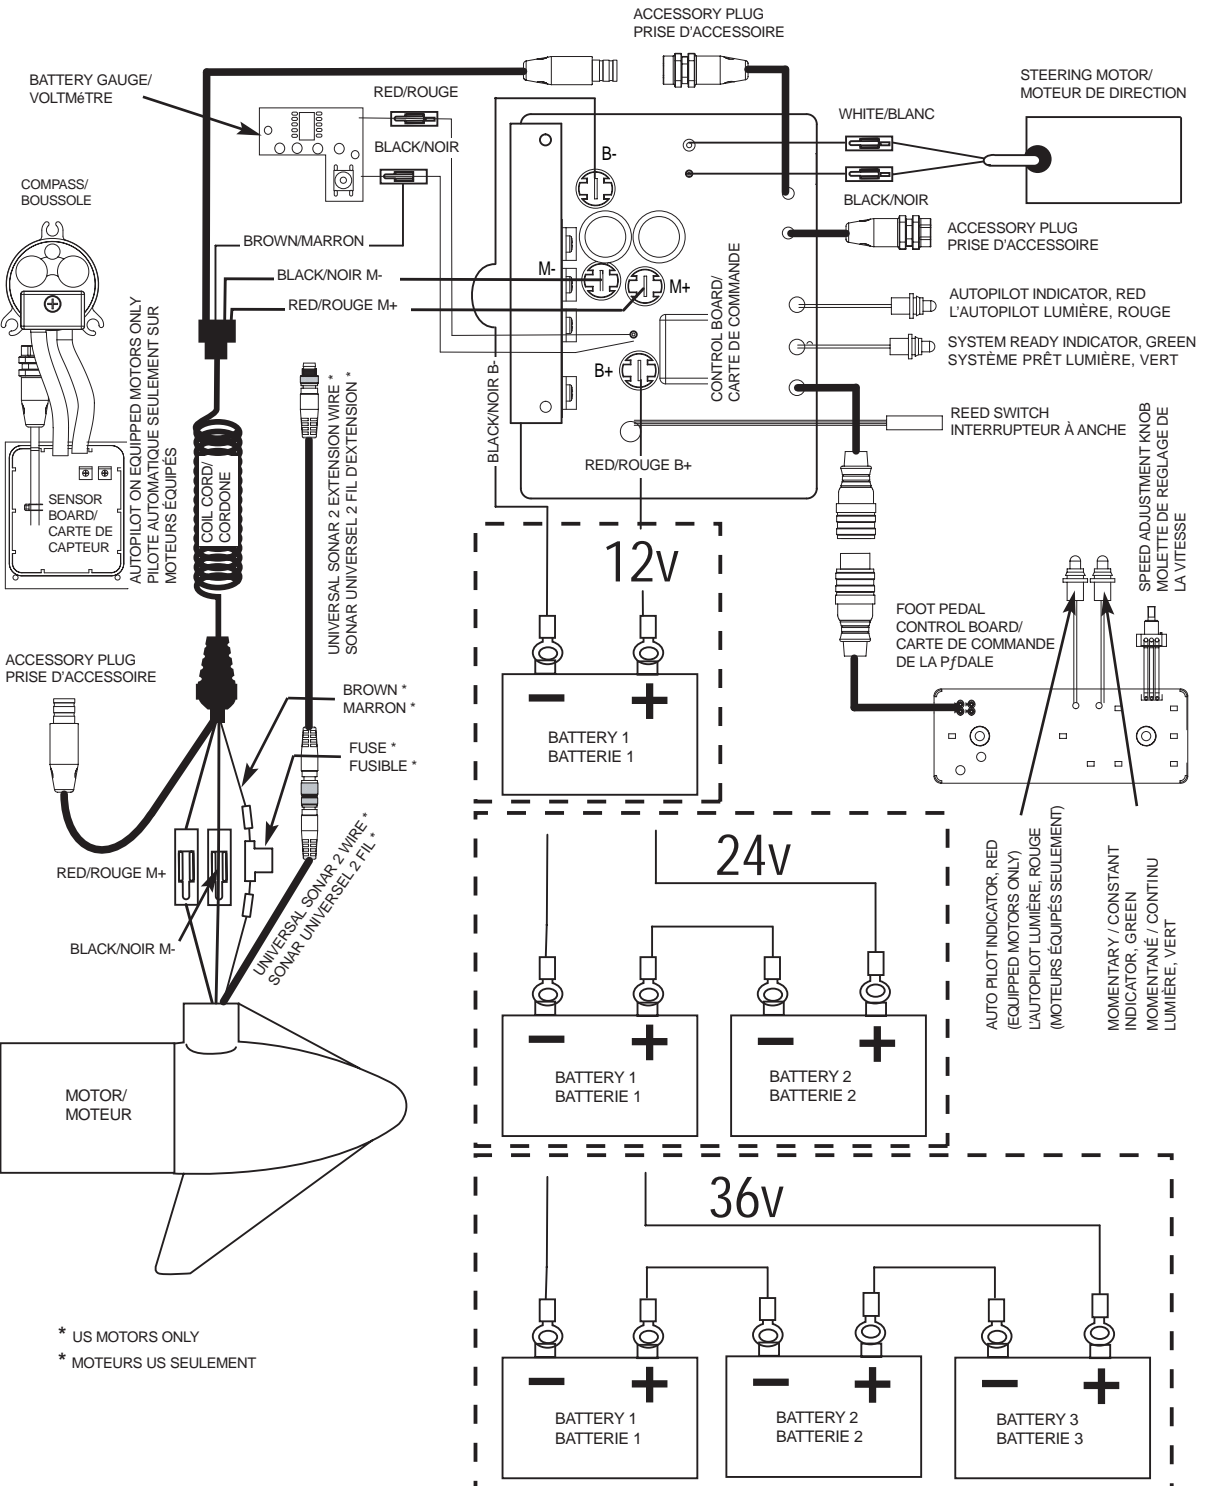 ACCESSORY PLUG
PRISE D'ACCESSOIRE
BATTERY GAUGE/
VOLTMéTRE
RED/ROUGE
BLACK/NOIR
STEERING MOTOR/
MOTEUR DE DIRECTION
WHITE/BLANC
BLACK/NOIR
COMPASS/
BOUSSOLE
B-
ACCESSORY PLUG
PRISE D'ACCESSOIRE
BROWN/MARRON
BLACK/NOIR M-
RED/ROUGE M+
M-
M+
CONTROL BOARD/
CARTE DE COMMANDE
B+
AUTOPILOT INDICATOR, RED
L'AUTOPILOT LUMIÈRE, ROUGE
SYSTEM READY INDICATOR, GREEN
SYSTÈME PRÊT LUMIÈRE, VERT
REED SWITCH
INTERRUPTEUR À ANCHE
RED/ROUGE B+
BLACK/NOIR B-
AUTOPILOT ON EQUIPPED MOTORS ONLY
PILOTE AUTOMATIQUE SEULEMENT SUR
MOTEURS ÉQUIPÉS
SENSOR
BOARD/
CARTE DE
CAPTEUR
COIL CORD/
CORDONE
UNIVERSAL SONAR 2 EXTENSION WIRE *
SONAR UNIVERSEL 2 FIL D'EXTENSION *
SPEED ADJUSTMENT KNOB
MOLETTE DE REGLAGE DE
LA VITESSE
12v
BATTERY 1
BATTERIE 1
FOOT PEDAL
CONTROL BOARD/
CARTE DE COMMANDE
DE LA PƒDALE
ACCESSORY PLUG
PRISE D'ACCESSOIRE
BROWN *
MARRON *
FUSE *
FUSIBLE *
RED/ROUGE M+
BLACK/NOIR M-
UNIVERSAL SONAR 2 WIRE *
SONAR UNIVERSEL 2 FIL *
24v
BATTERY 1
BATTERIE 1
BATTERY 2
BATTERIE 2
AUTO PILOT INDICATOR, RED
(EQUIPPED MOTORS ONLY)
L'AUTOPILOT LUMIÈRE, ROUGE
(MOTEURS ÉQUIPÉS SEULEMENT)
MOMENTARY / CONSTANT
INDICATOR, GREEN
MOMENTANÉ / CONTINU
LUMIÈRE, VERT
MOTOR/
MOTEUR
36v
BATTERY 1
BATTERIE 1
BATTERY 2
BATTERIE 2
BATTERY 3
BATTERIE 3
* US MOTORS ONLY
* MOTEURS US SEULEMENT